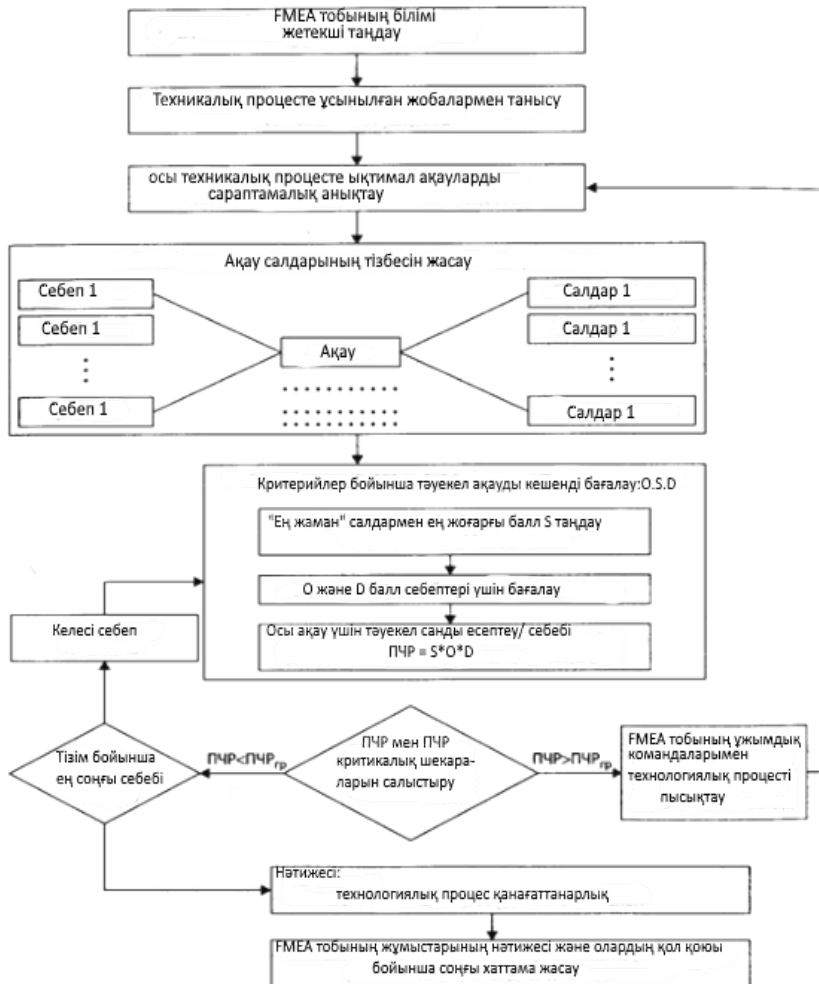 FMEA тобының білімі
жетекші таңдау
Техникалық процесте ұсынылған жобалармен танысу
осы техникалық процесте ықтимал ақауларды
сараптамалық анықтау
Ақау салдарының тізбесін жасау
Себеп 1
Себеп 1
Себеп 1
Ақау
Салдар 1
Салдар 1
Салдар 1
Критерийлер бойынша тәуекел ақауды кешенді бағалау:O.S.D
"Ең жаман" салдармен ең жоғарғы балл S таңдау
О және D балл себептері үшін бағалау
Осы ақау үшін тәуекел санды есептеу/ себебі
ПЧР = S*O*D
Келесі себеп
Тізім бойынша
ең соңғы себебі
ПЧР<ПЧРгр
ПЧР мен ПЧР
критикалық шекара-
ларын салыстыру
ПЧР>ПЧРгр
FMEA тобының ұжымдық
командаларымен
технологиялық процесті
пысықтау
Нәтижесі:
технологиялық процес қанағаттанарлық
FMEA тобының жұмыстарының нәтижесі және олардың қол қоюы
бойынша соңғы хаттама жасау